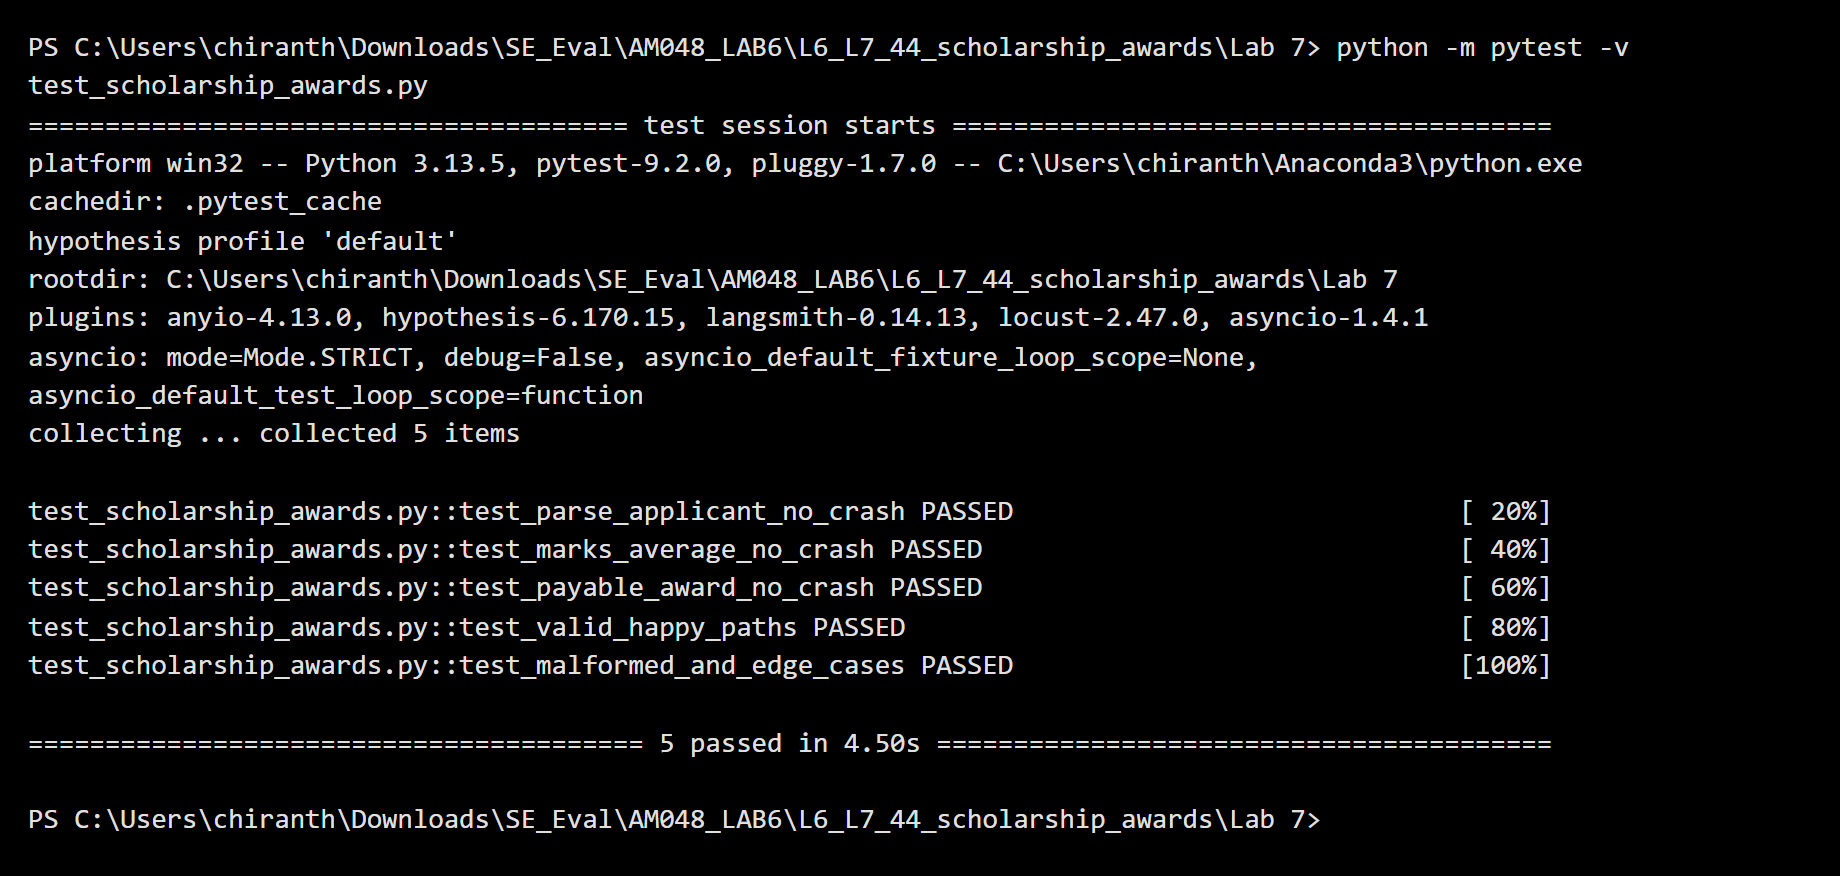 PS C:\Users\chiranth\Downloads\SE_Eval\AM048_LAB6\L6_L7_44_scholarship_awards\Lab 7> python -m pytest -v
test_scholarship_awards.py
======================================= test session starts =======================================
platform win32 -- Python 3.13.5, pytest-9.2.0, pluggy-1.7.0 -- C:\Users\chiranth\Anaconda3\python.exe
cachedir: .pytest_cache
hypothesis profile 'default'
rootdir: C:\Users\chiranth\Downloads\SE_Eval\AM048_LAB6\L6_L7_44_scholarship_awards\Lab 7
plugins: anyio-4.13.0, hypothesis-6.170.15, langsmith-0.14.13, locust-2.47.0, asyncio-1.4.1
asyncio: mode=Mode.STRICT, debug=False, asyncio_default_fixture_loop_scope=None,
asyncio_default_test_loop_scope=function
collecting ... collected 5 items
test_scholarship_awards.py::test_parse_applicant_no_crash PASSED                             [ 20%]
test_scholarship_awards.py::test_marks_average_no_crash PASSED                               [ 40%]
test_scholarship_awards.py::test_payable_award_no_crash PASSED                               [ 60%]
test_scholarship_awards.py::test_valid_happy_paths PASSED                                    [ 80%]
test_scholarship_awards.py::test_malformed_and_edge_cases PASSED                             [100%]
======================================== 5 passed in 4.50s ========================================
PS C:\Users\chiranth\Downloads\SE_Eval\AM048_LAB6\L6_L7_44_scholarship_awards\Lab 7>